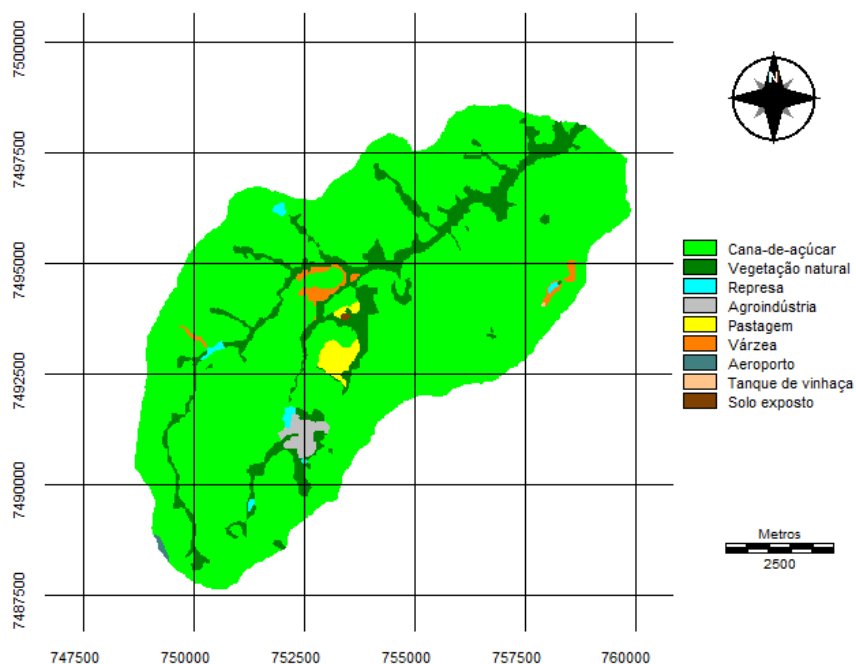 7500000
7497500
7495000
7492500
7490000
7487500
747500
750000
752500
755000
757500
760000
N
Cana-de-açúcar
Vegetação natural
Represa
Agroindústria
Pastagem
Várzea
Aeroporto
Tanque de vinhaça
Solo exposto
Metros
2500